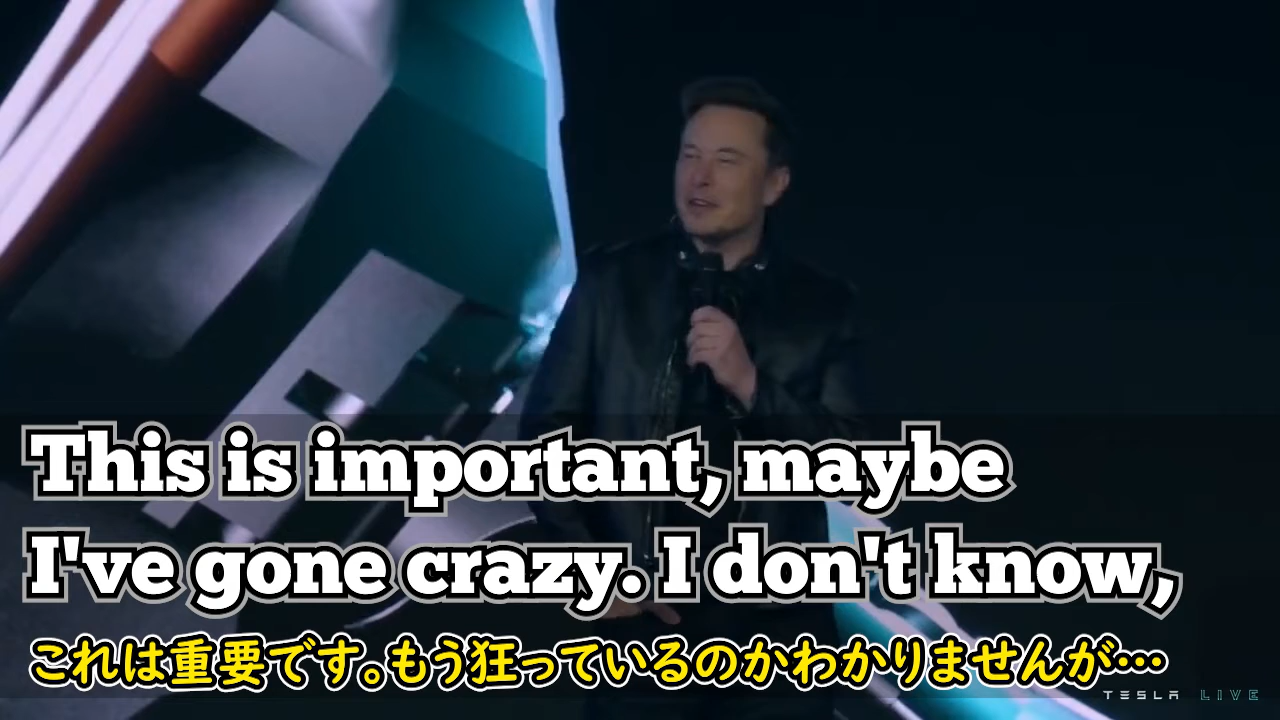 This is important, maybe
I've gone crazy. I don't know,
これは重要です。もう狂っているのかわかりませんが…
TESLA LIVE